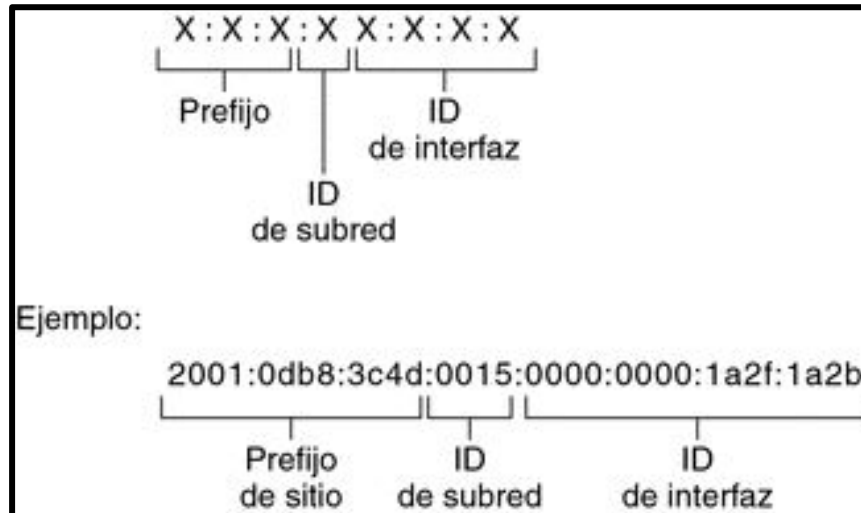 X:X:X:X X:X:X:X
Prefijo
ID
de interfaz
ID
de subred
Ejemplo:
2001:0db8:3c4d:0015:0000:0000:1a2f:1a2b
Prefijo
de sitio
ID
de subred
ID
de interfaz